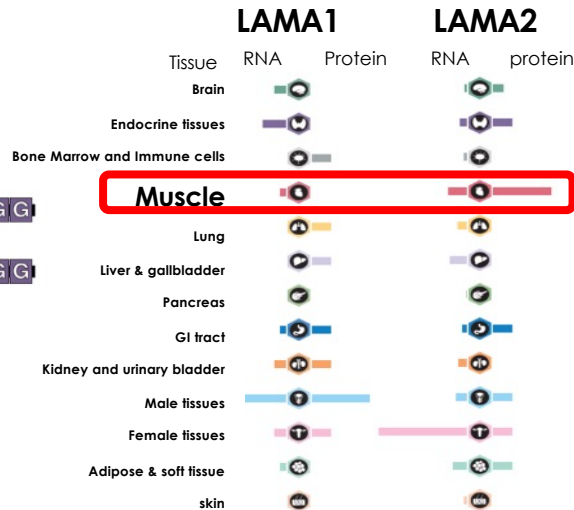 LAMA1 LAMA2
Tissue RNA Protein RNA protein
Brain
Endocrine tissues
Bone Marrow and Immune cells
Muscle
G G
Lung
Liver & gallbladder
G G
Pancreas
GI tract
Kidney and urinary bladder
Male tissues
Female tissues
Adipose & soft tissue
skin